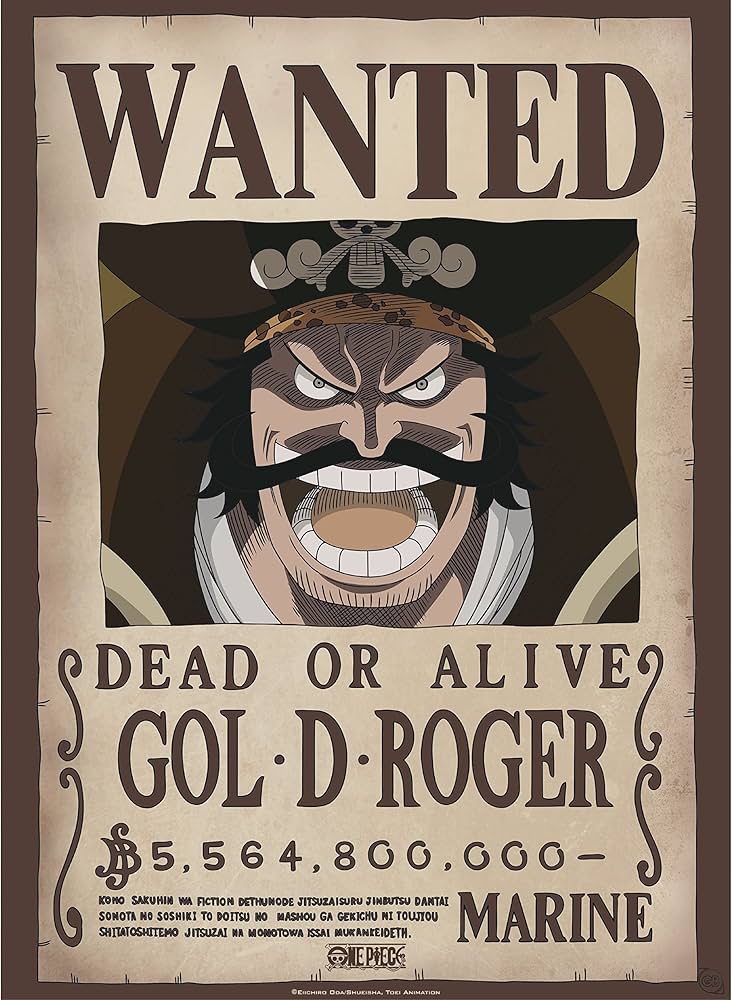 WANTED
DEAD OR ALIVE
GOL·D·ROGER
฿5,564,800,000-
KONO SAKUHIN WA FICTION DETHUNODE JITSUZAISURU JINBUTSU DANTAI
SONOTA NO SOSHIKI TO DOITSU NO MASHOU GA GEKICHU NI TOUJTOU
SHITATOSHITEMO JITSUZAI NA MOMOTOWA ISSAI MUKANKEIDETH.
MARINE
ONE PIECE
©EIICHIRO ODA/SHUEISHA, TOEI ANIMATION